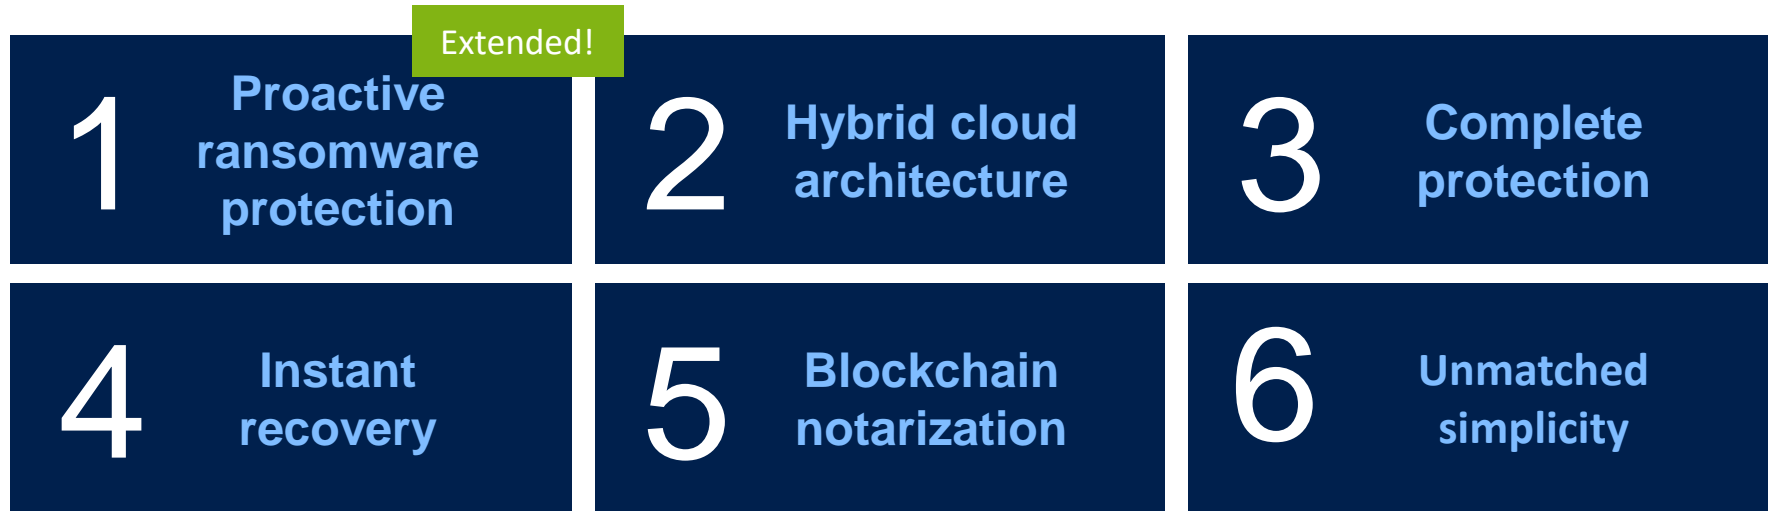 Extended!
1
Proactive
ransomware
protection
2
Hybrid cloud
architecture
3
Complete
protection
4
Instant
recovery
5
Blockchain
notarization
6
Unmatched
simplicity